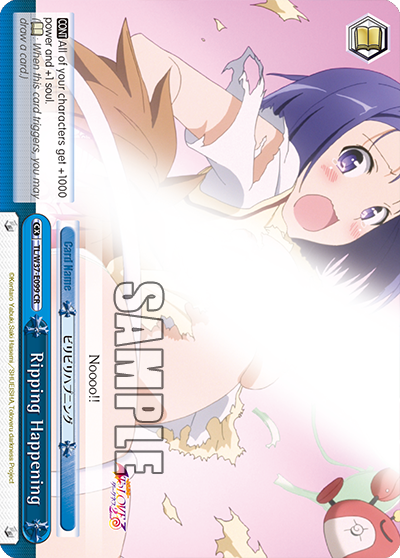 [CONT] All of your characters get +1000
power and +1 soul.
(     : When this card triggers, you may
draw a card.)
CX
TL/W37-E099 CR
Card Name
ビリビリハプニング
Ripping Happening
Noooo!!
SAMPLE
©Kentaro Yabuki,Saki Hasemi /SHUEISHA, Toloveru darkness Project